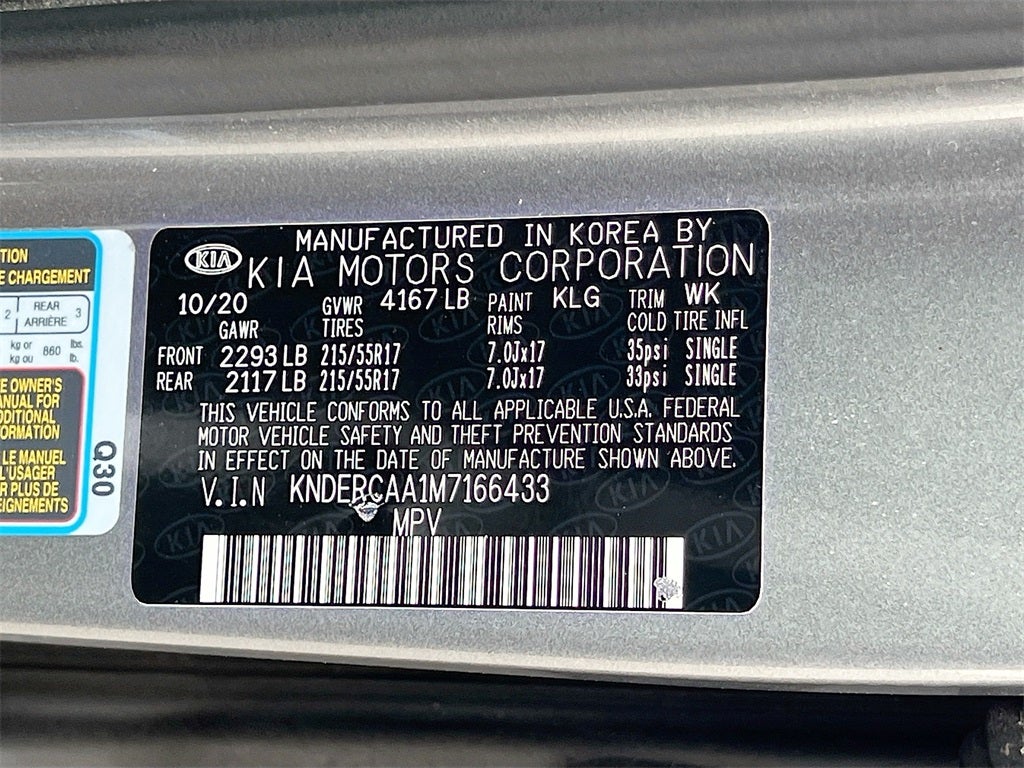 TION
E CHARGEMENT
2 REAR ARRIÈRE 3
kg or kg ou 860 lbs. lb.
E OWNER'S
ANUAL FOR
DDITIONAL
FORMATION
LE MANUEL
L'USAGER
R PLUS DE
EIGNEMENTS
Q30
KIA
MANUFACTURED IN KOREA BY
KIA MOTORS CORPORATION
10/20 GVWR 4167 LB PAINT KLG TRIM WK
GAWR TIRES RIMS COLD TIRE INFL
FRONT 2293 LB 215/55R17 7.0Jx17 35psi SINGLE
REAR 2117 LB 215/55R17 7.0Jx17 33psi SINGLE
THIS VEHICLE CONFORMS TO ALL APPLICABLE U.S.A. FEDERAL
MOTOR VEHICLE SAFETY AND THEFT PREVENTION STANDARDS
IN EFFECT ON THE DATE OF MANUFACTURE SHOWN ABOVE.
V.I.N KNDERCAA1M7166433
MPV